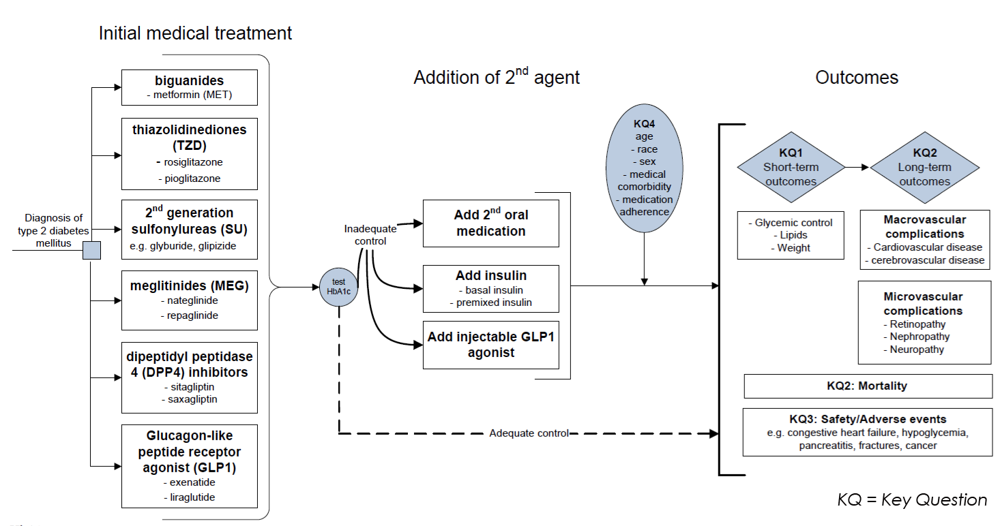 Initial medical treatment
biguanides
- metformin (MET)
thiazolidinediones
(TZD)
- rosiglitazone
- pioglitazone
2nd generation
sulfonylureas (SU)
e.g. glyburide, glipizide
meglitinides (MEG)
- nateglinide
- repaglinide
dipeptidyl peptidase
4 (DPP4) inhibitors
- sitagliptin
- saxagliptin
Glucagon-like
peptide receptor
agonist (GLP1)
- exenatide
- liraglutide
Diagnosis of
type 2 diabetes
mellitus
test
HbA1c
Inadequate
control
Adequate control
Addition of 2nd agent
Add 2nd oral
medication
Add insulin
- basal insulin
- premixed insulin
Add injectable GLP1
agonist
KQ4
age
- race
- sex
- medical
comorbidity
- medication
adherence
Outcomes
KQ1
Short-term
outcomes
KQ2
Long-term
outcomes
- Glycemic control
- Lipids
- Weight
Macrovascular
complications
- Cardiovascular disease
- cerebrovascular disease
Microvascular
complications
- Retinopathy
- Nephropathy
- Neuropathy
KQ2: Mortality
KQ3: Safety/Adverse events
e.g. congestive heart failure, hypoglycemia,
pancreatitis, fractures, cancer
KQ = Key Question